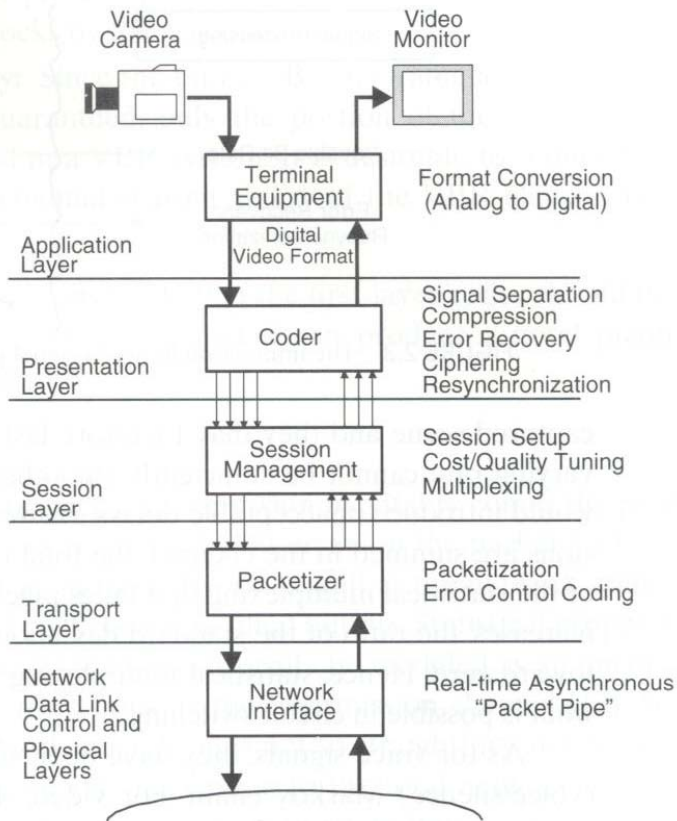 Video
Camera
Video
Monitor
Terminal
Equipment
Format Conversion
(Analog to Digital)
Digital
Video Format
Application
Layer
Coder
Signal Separation
Compression
Error Recovery
Ciphering
Resynchronization
Presentation
Layer
Session
Management
Session Setup
Cost/Quality Tuning
Multiplexing
Session
Layer
Packetizer
Packetization
Error Control Coding
Transport
Layer
Network
Data Link
Control and
Physical
Layers
Network
Interface
Real-time Asynchronous
“Packet Pipe”